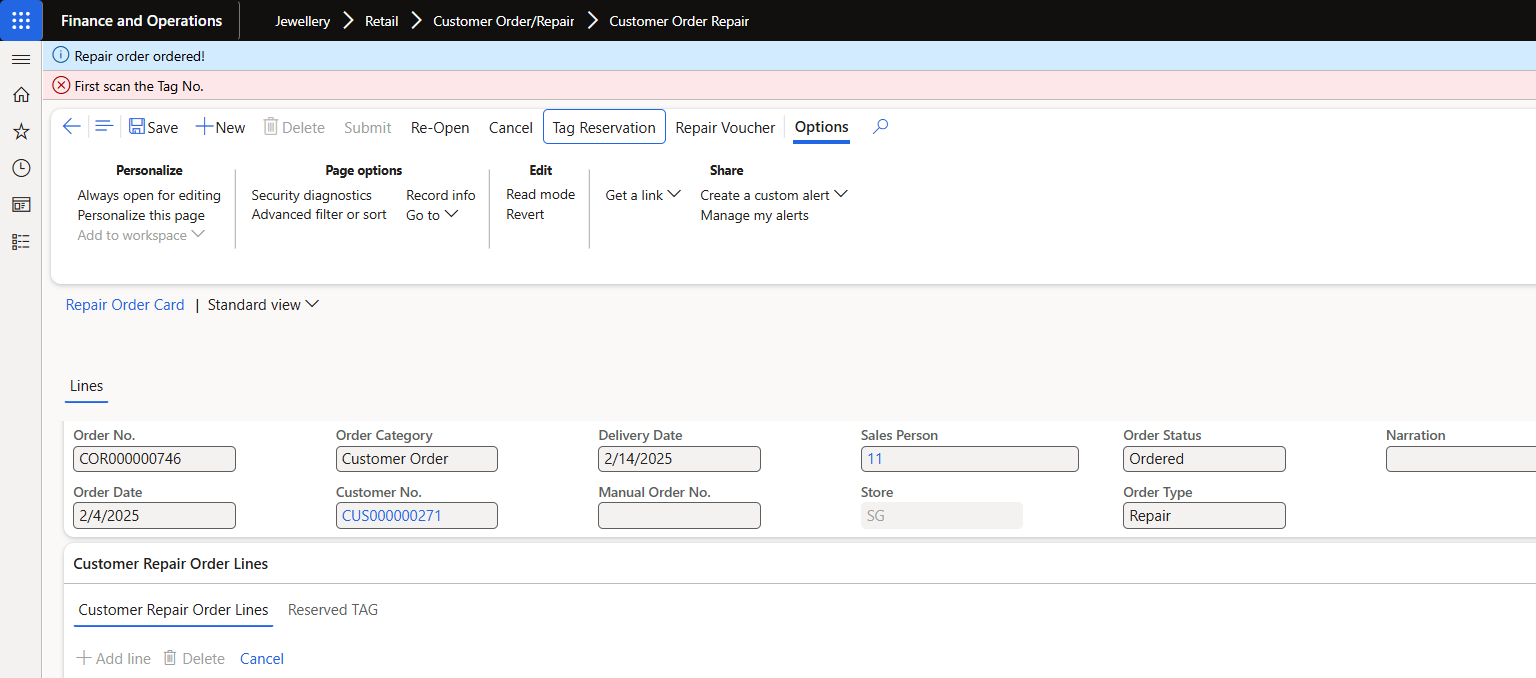 Finance and Operations Jewellery Retail Customer Order/Repair Customer Order Repair
Repair order ordered!
First scan the Tag No.
Save New Delete Submit Re-Open Cancel Tag Reservation Repair Voucher Options
Personalize Page options Edit Share
Always open for editing Security diagnostics Record info Read mode Get a link Create a custom alert
Personalize this page Advanced filter or sort Go to Revert Manage my alerts
Add to workspace
Repair Order Card | Standard view
Lines
Order No. Order Category Delivery Date Sales Person Order Status Narration
COR000000746 Customer Order 2/14/2025 11 Ordered
Order Date Customer No. Manual Order No. Store Order Type
2/4/2025 CUS000000271 SG Repair
Customer Repair Order Lines
Customer Repair Order Lines Reserved TAG
Add line Delete Cancel